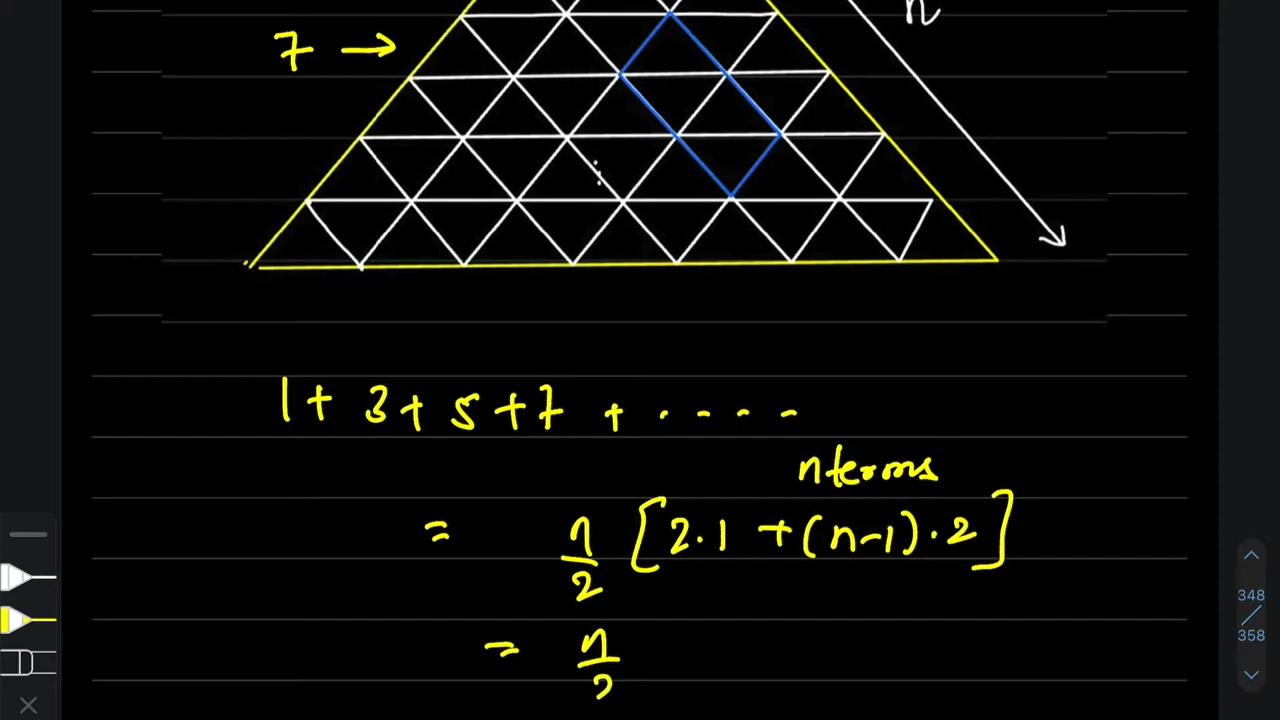 n
7 →
1 + 3 + 5 + 7 + . - - -
n terms
= n/2 [2·1 + (n-1)·2]
= n/2
348
358